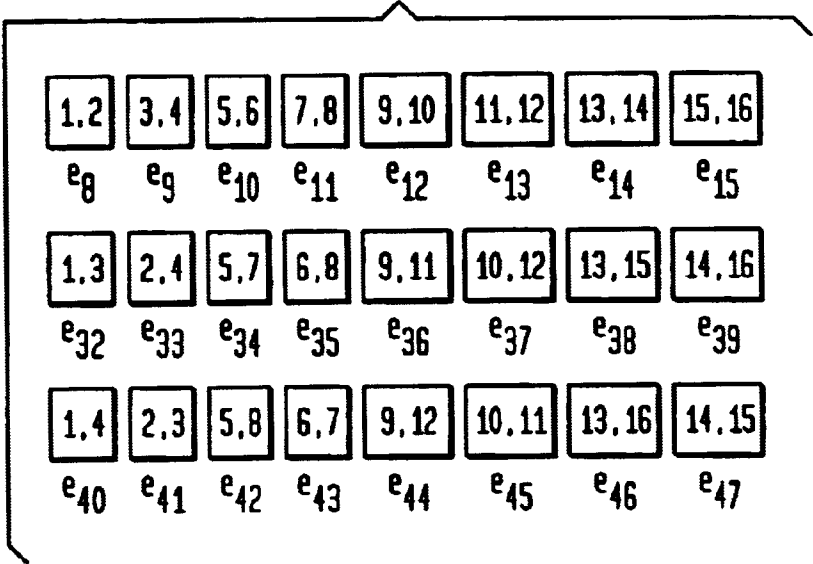 1,2 3,4 5,6 7,8 9,10 11,12 13,14 15,16
e8 e9 e10 e11 e12 e13 e14 e15
1,3 2,4 5,7 6,8 9,11 10,12 13,15 14,16
e32 e33 e34 e35 e36 e37 e38 e39
1,4 2,3 5,8 6,7 9,12 10,11 13,16 14,15
e40 e41 e42 e43 e44 e45 e46 e47